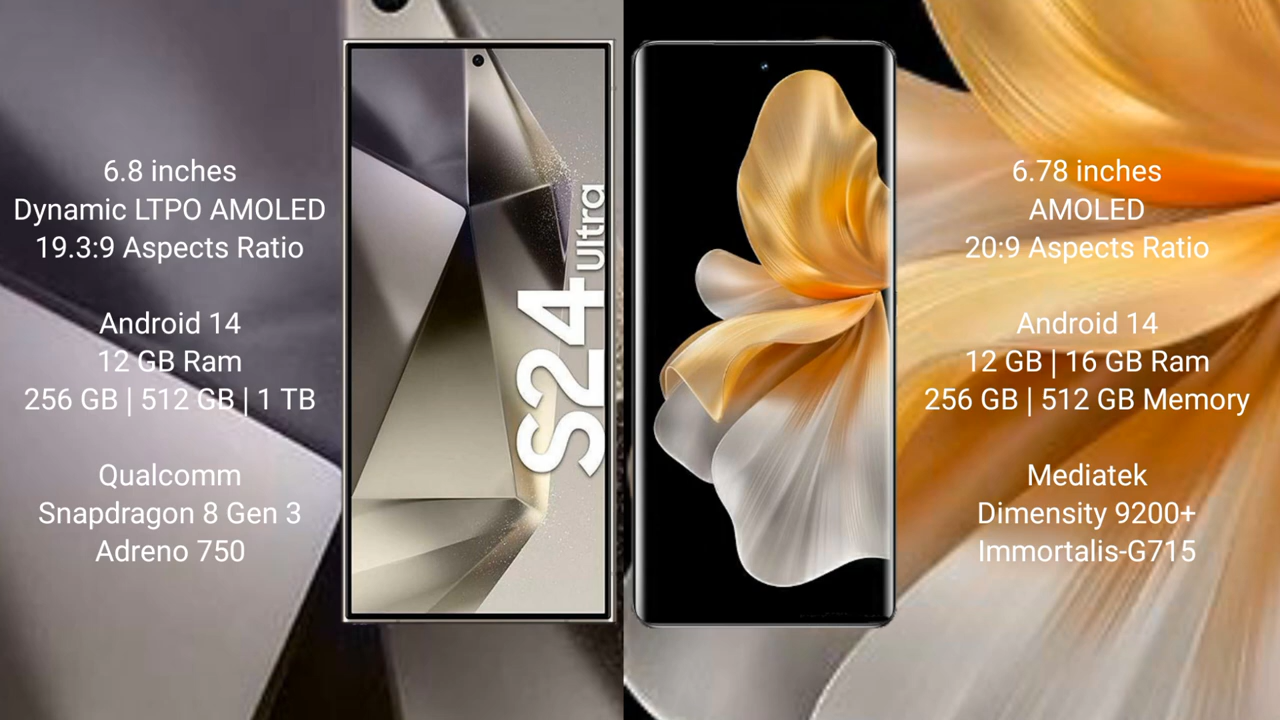 6.8 inches
Dynamic LTPO AMOLED
19.3:9 Aspects Ratio
Android 14
12 GB Ram
256 GB | 512 GB | 1 TB
Qualcomm
Snapdragon 8 Gen 3
Adreno 750
S24 Ultra
6.78 inches
AMOLED
20:9 Aspects Ratio
Android 14
12 GB | 16 GB Ram
256 GB | 512 GB Memory
Mediatek
Dimensity 9200+
Immortalis-G715